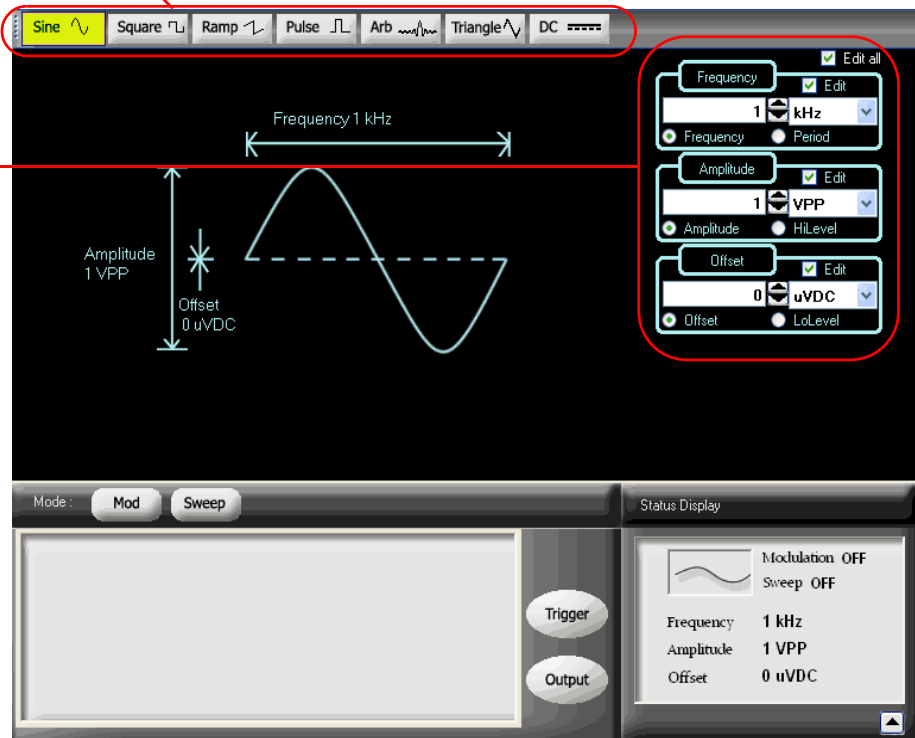 Sine Square Ramp Pulse Arb Triangle DC
Edit all
Frequency Edit
1 kHz
Frequency Period
Amplitude Edit
1 VPP
Amplitude HiLevel
Offset Edit
0 uVDC
Offset LoLevel
Frequency 1 kHz
Amplitude
1 VPP
Offset
0 uVDC
Mode : Mod Sweep
Trigger
Output
Status Display
Modulation OFF
Sweep OFF
Frequency 1 kHz
Amplitude 1 VPP
Offset 0 uVDC